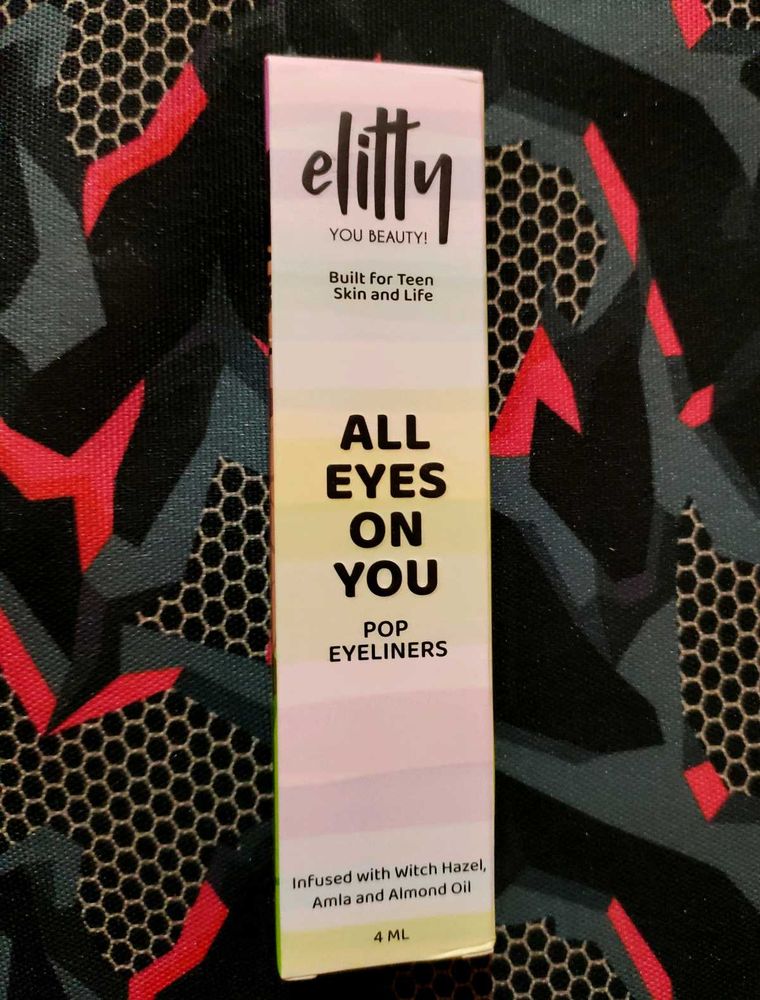 elitty
YOU BEAUTY!
Built for Teen
Skin and Life
ALL
EYES
ON
YOU
POP
EYELINERS
Infused with Witch Hazel,
Amla and Almond Oil
4 ML